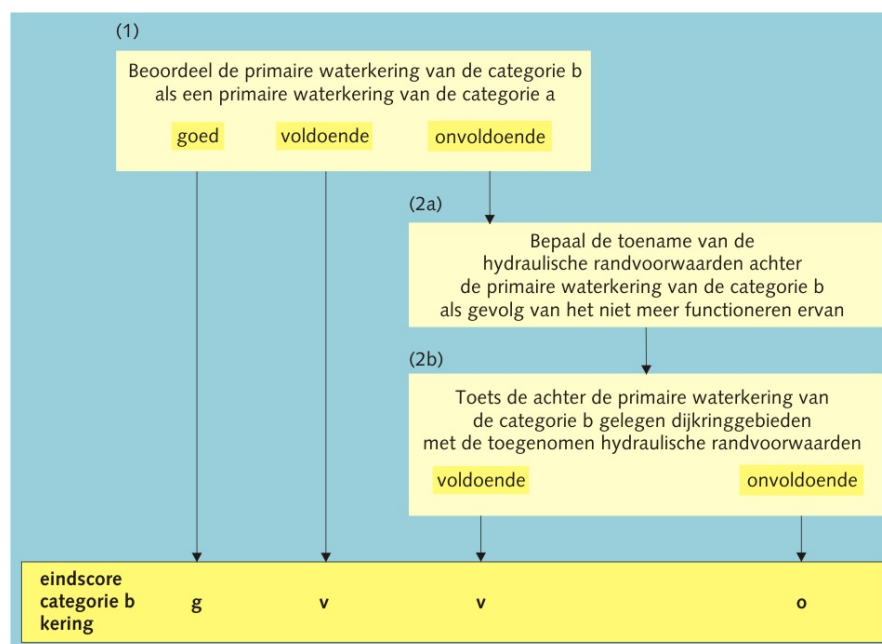 (1)
Beoordeel de primaire waterkering van de categorie b
als een primaire waterkering van de categorie a
goed voldoende onvoldoende
(2a)
Bepaal de toename van de
hydraulische randvoorwaarden achter
de primaire waterkering van de categorie b
als gevolg van het niet meer functioneren ervan
(2b)
Toets de achter de primaire waterkering van
de categorie b gelegen dijkringgebieden
met de toegenomen hydraulische randvoorwaarden
voldoende onvoldoende
eindscore
categorie b g v v o
kering